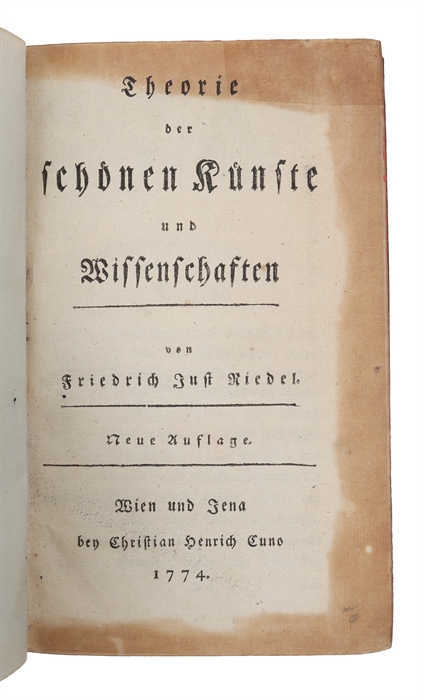 Theorie
der
schönen Künste
und
Wissenschaften
von
Friedrich Just Riedel.
Neue Auflage.
Wien und Jena
bey Christian Henrich Cuno
1774.